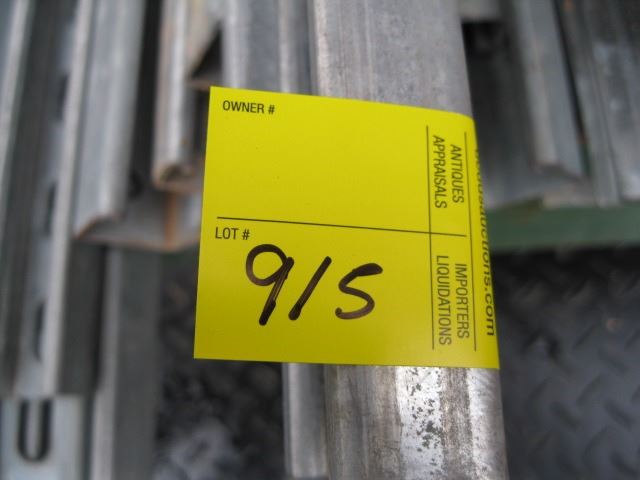 OWNER #
ANTIQUES
APPRAISALS
LOT #
915
IMPORTERS
LIQUIDATIONS